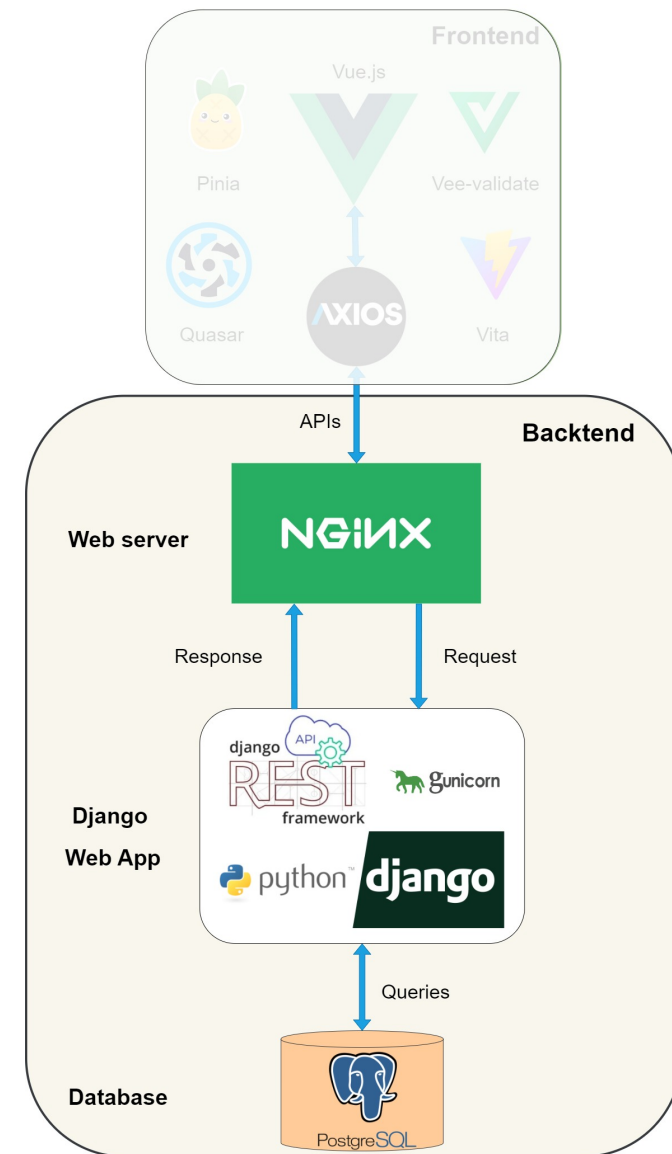 Frontend
Vue.js
Pinia
Vee-validate
AXIOS
Quasar
Vita
APIs
Backtend
NGiNX
Web server
Response
Request
django
API
REST
framework
gunicorn
Django
Web App
python™
django
Queries
Database
PostgreSQL